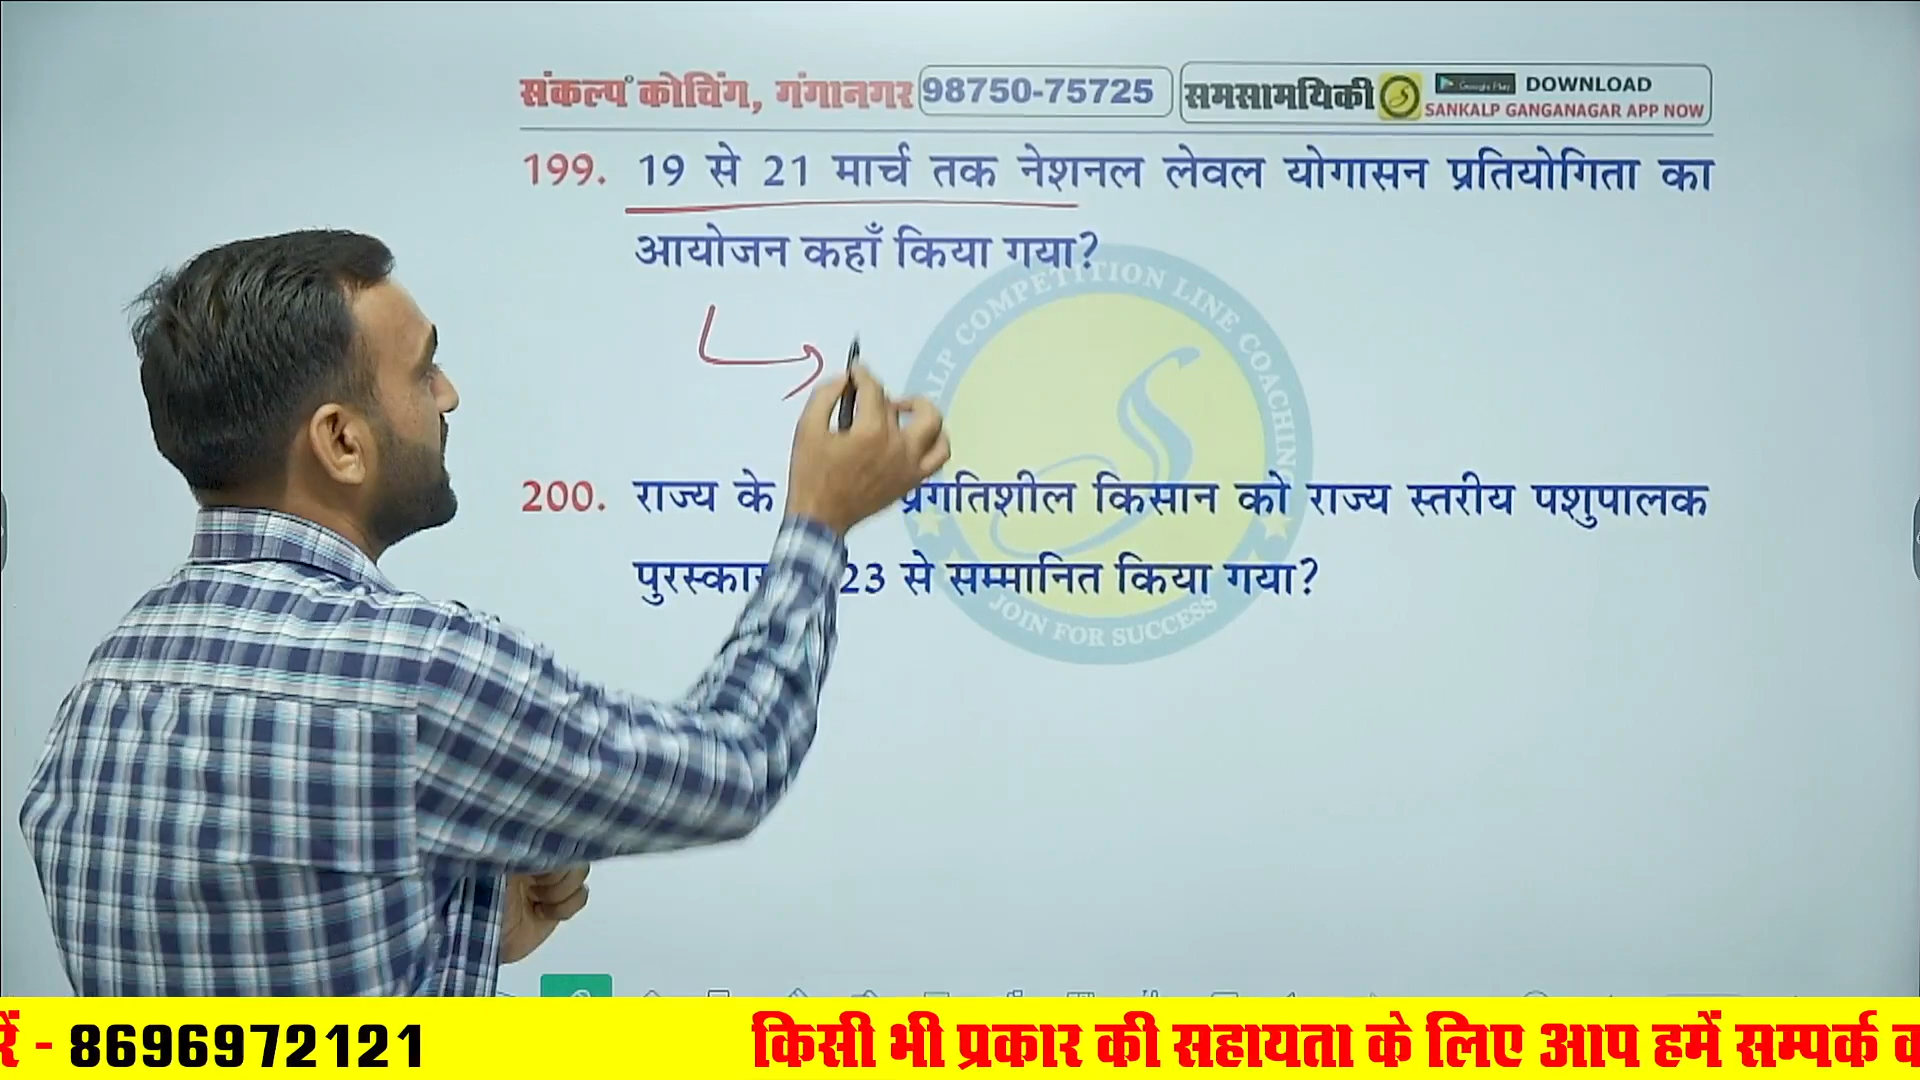 संकल्प कोचिंग, गंगानगर 98750-75725 समसामयिकी Google Play DOWNLOAD
SANKALP GANGANAGAR APP NOW
199. 19 से 21 मार्च तक नेशनल लेवल योगासन प्रतियोगिता का
आयोजन कहाँ किया गया?
COMPETITION LINE COACHING
200. राज्य के प्रगतिशील किसान को राज्य स्तरीय पशुपालक
23 से सम्मानित किया गया?
JOIN FOR SUCCESS
- 8696972121 किसी भी प्रकार की सहायता के लिए आप हमें सम्पर्क